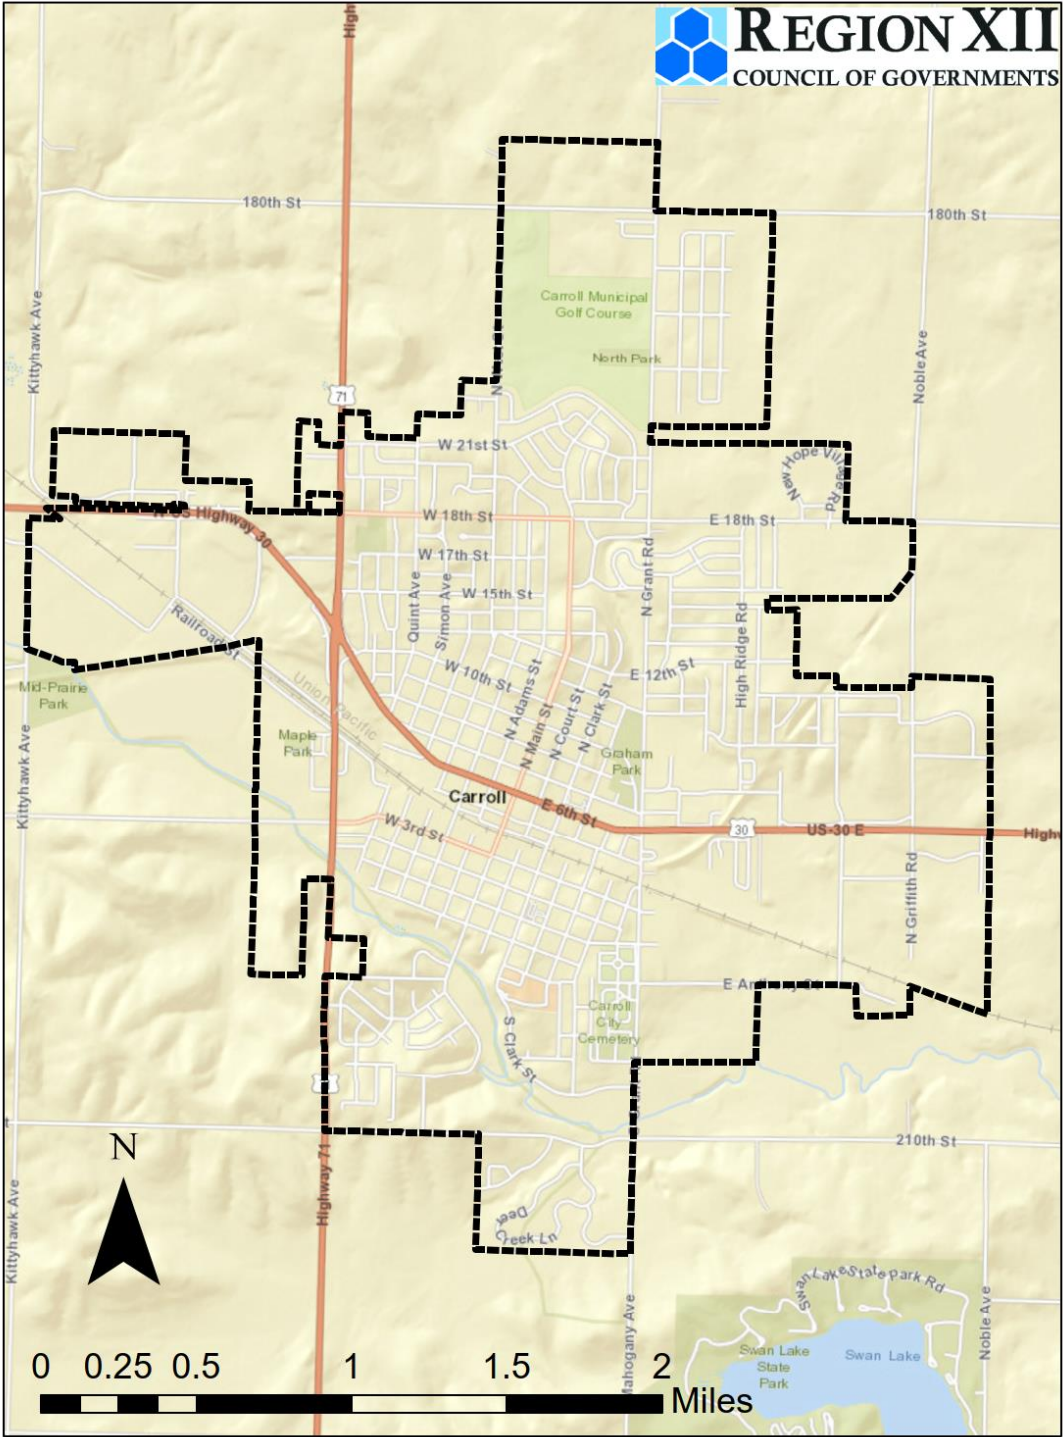 REGION XII
COUNCIL OF GOVERNMENTS
180th St
180th St
Carroll Municipal
Golf Course
North Park
Kittyhawk Ave
Noble Ave
71
W 21st St
New Hope Village Rd
Highway 30
W 18th St
E 18th St
W 17th St
W 15th St
Quint Ave
Simon Ave
N Grant Rd
High Ridge Rd
Railroad St
W 10th St
E 12th St
N Adams St
N Main St
N Court St
N Clark St
Union Pacific
Mid-Prairie
Park
Maple
Park
Graham
Park
Kittyhawk Ave
Carroll
E 6th St
W 3rd St
30
US-30 E
N Griffith Rd
Carroll
City
Cemetery
S Clark St
210th St
N
Highway 71
Kittyhawk Ave
Deer
Creek Ln
Swan Lake State park Rd
Swan Lake
State
Park
Swan Lake
Noble Ave
Mahogany Ave
0 0.25 0.5 1 1.5 2
Miles